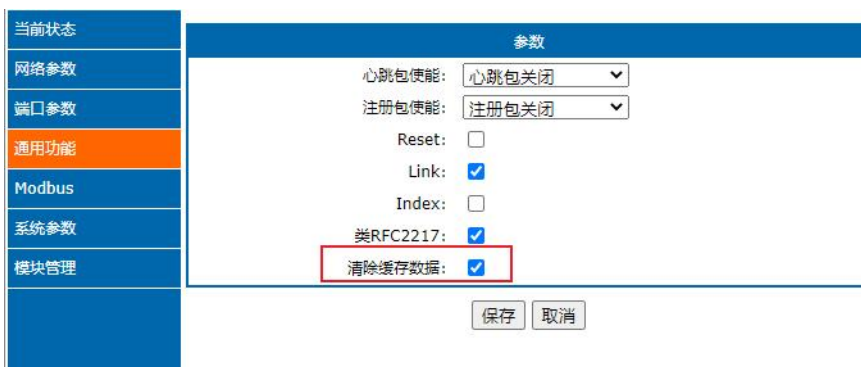 当前状态
网络参数
端口参数
通用功能
Modbus
系统参数
模块管理
参数
心跳包使能: 心跳包关闭
注册包使能: 注册包关闭
Reset:
Link:
Index:
类RFC2217:
清除缓存数据:
保存 取消